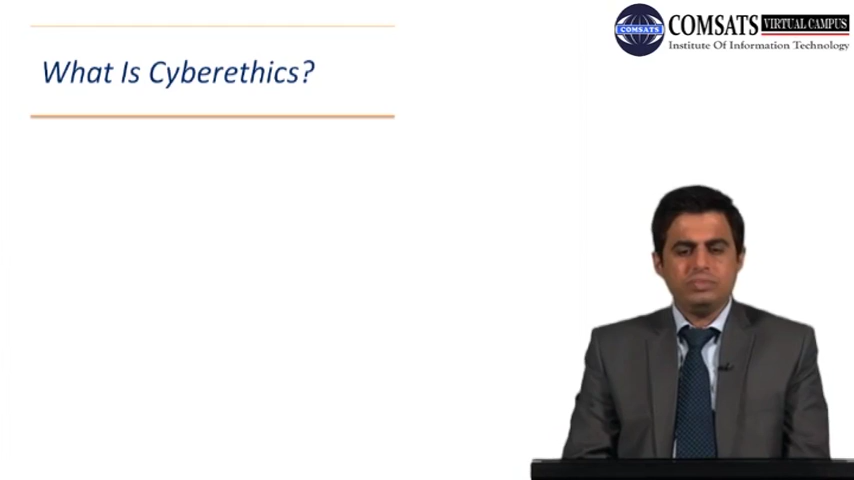 COMSATS VIRTUAL CAMPUS
COMSATS
Institute Of Information Technology
What Is Cyberethics?